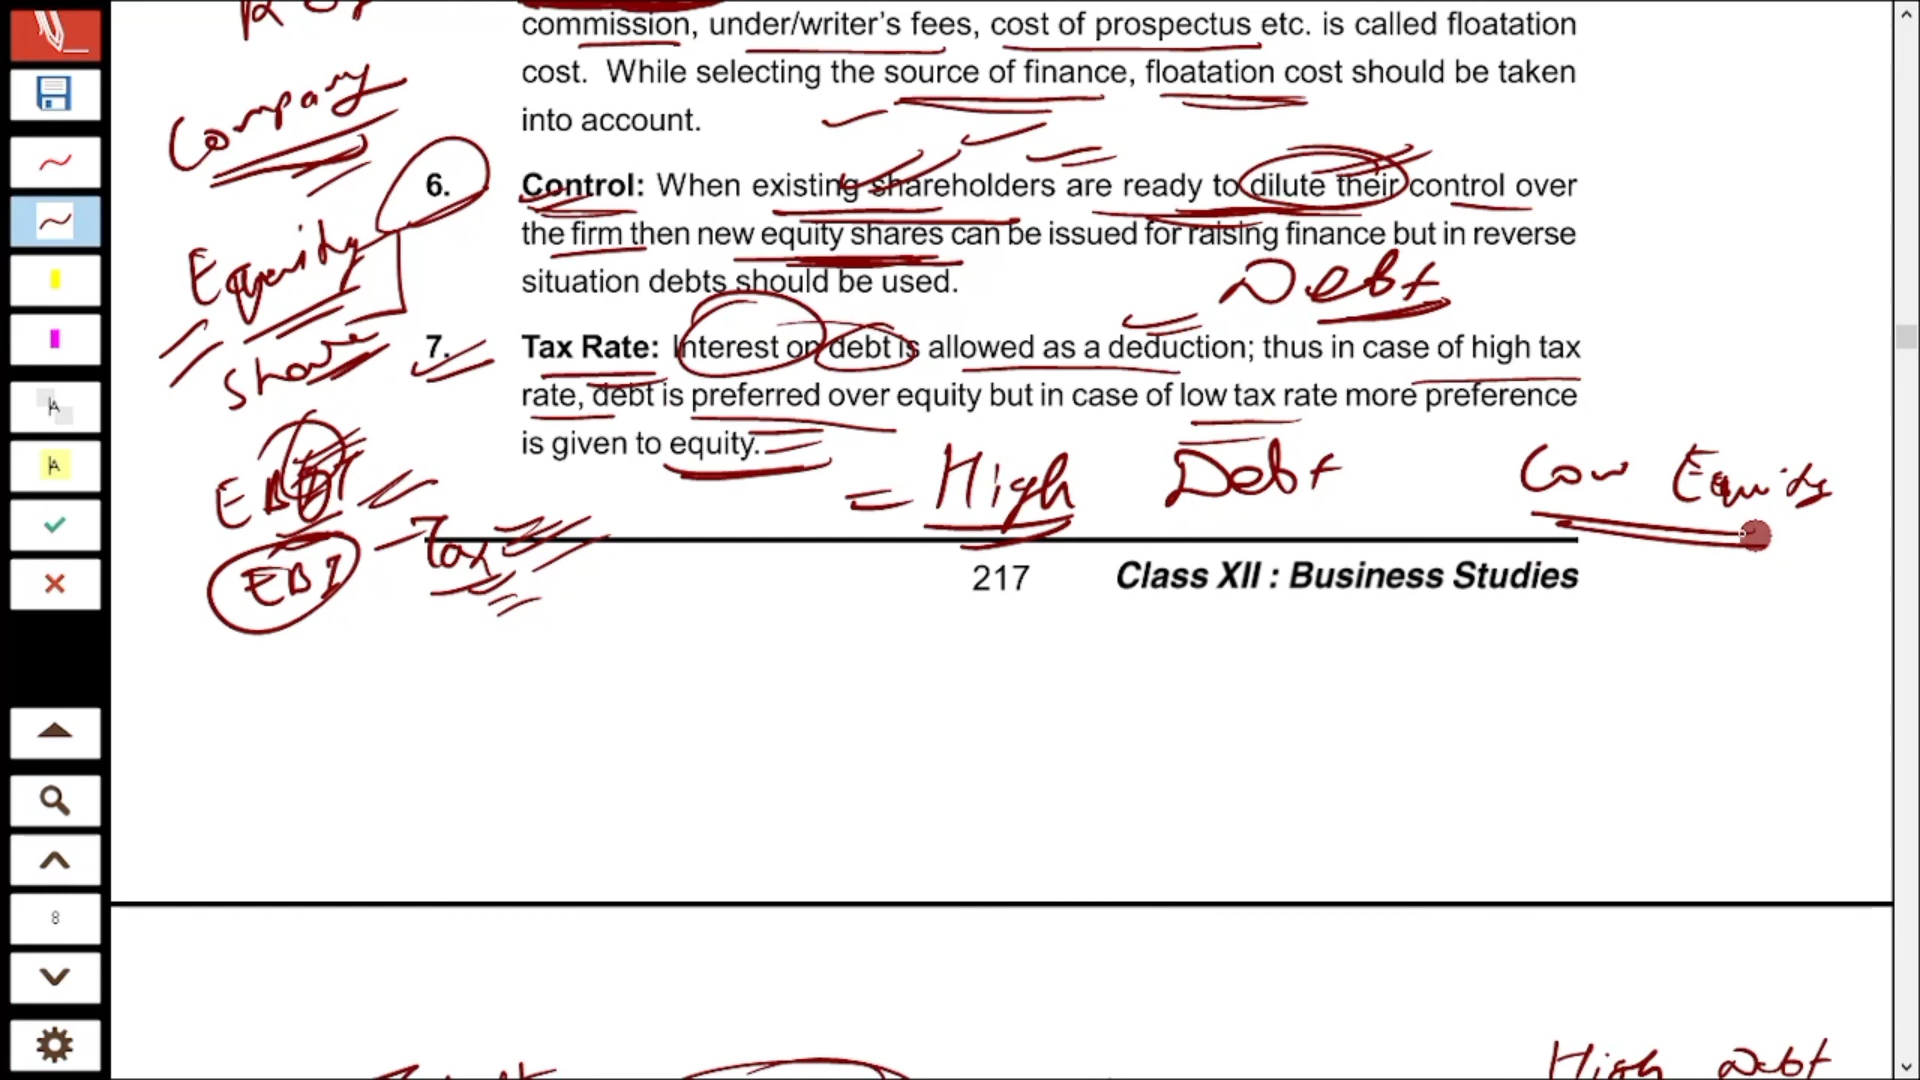 commission, under/writer's fees, cost of prospectus etc. is called floatation
cost. While selecting the source of finance, floatation cost should be taken
into account.
Company
6. Control: When existing shareholders are ready to dilute their control over
the firm then new equity shares can be issued for raising finance but in reverse
situation debts should be used.
Equity
Share
Debt
7. Tax Rate: Interest on debt is allowed as a deduction; thus in case of high tax
rate, debt is preferred over equity but in case of low tax rate more preference
is given to equity.
= High Debt Low Equity
EBI
Tax
217 Class XII : Business Studies
8
High Debt